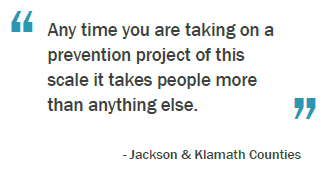 “
Any time you are taking on a
prevention project of this
scale it takes people more
than anything else.
”
- Jackson & Klamath Counties